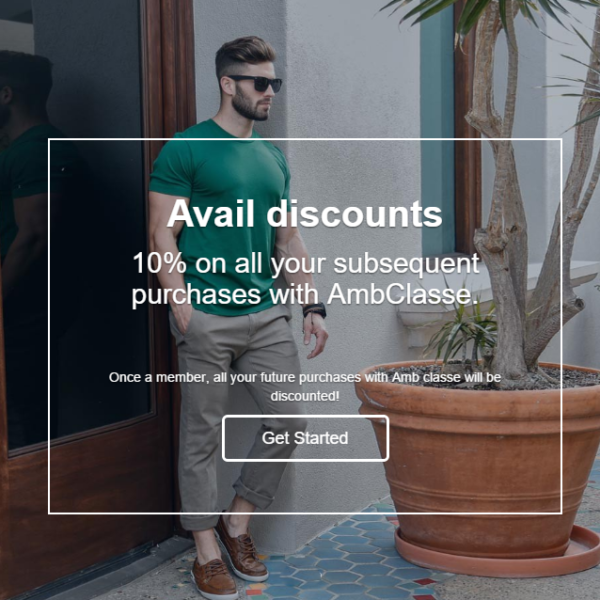 Avail discounts
10% on all your subsequent
purchases with AmbClasse.
Once a member, all your future purchases with Amb classe will be
discounted!
Get Started